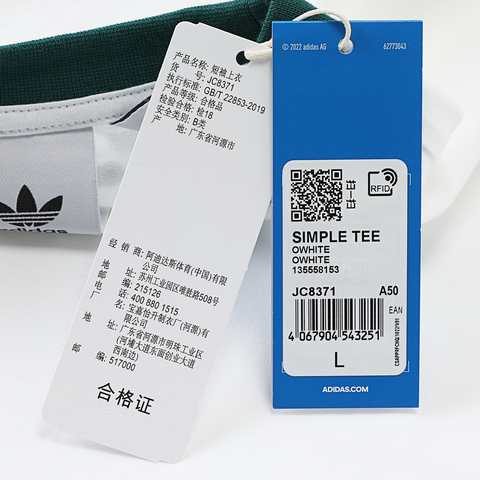 产品名称: 短袖上衣
货 号: JC8371
执行标准: GB/T 22853-2019
产品等级: 合格品
检验合格: 检18
安全类别: B类
产 地: 广东省河源市
经 销 商: 阿迪达斯体育(中国)有限
公司
地 址: 苏州工业园区唯胜路508号
邮 编: 215126
电 话: 400 880 1515
厂 名: 宝嘉怡升制衣厂(河源)有
限公司
地 址: 广东省河源市明珠工业区
(河埔大道东面创业大道
西南边)
邮 编: 517000
合格证
adidas
© 2022 adidas AG 62773043
RFID
SIMPLE TEE
OWHITE
OWHITE
135558153
JC8371 A50
EAN
4 067904 543251
L
ADIDAS.COM